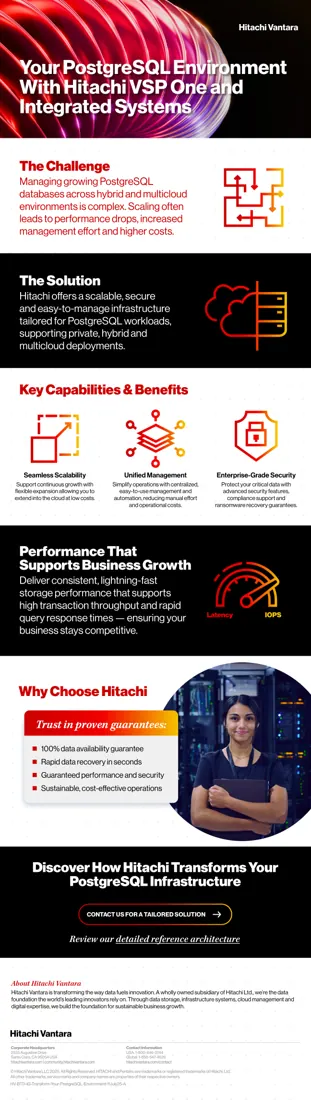 Hitachi Vantara
Your PostgreSQL Environment
With Hitachi VSP One and
Integrated Systems
The Challenge
Managing growing PostgreSQL
databases across hybrid and multicloud
environments is complex. Scaling often
leads to performance drops, increased
management effort and higher costs.
The Solution
Hitachi offers a scalable, secure
and easy-to-manage infrastructure
tailored for PostgreSQL workloads,
supporting private, hybrid and
multicloud deployments.
Key Capabilities & Benefits
Seamless Scalability
Support continuous growth with
flexible expansion allowing you to
extend into the cloud at low costs.
Unified Management
Simplify operations with centralized,
easy-to-use management and
automation, reducing manual effort
and operational costs.
Enterprise-Grade Security
Protect your critical data with
advanced security features,
compliance support and
ransomware recovery guarantees.
Performance That
Supports Business Growth
Deliver consistent, lightning-fast
storage performance that supports
high transaction throughput and rapid
query response times — ensuring your
business stays competitive.
Latency
IOPS
Why Choose Hitachi
Trust in proven guarantees:
100% data availability guarantee
Rapid data recovery in seconds
Guaranteed performance and security
Sustainable, cost-effective operations
Discover How Hitachi Transforms Your
PostgreSQL Infrastructure
CONTACT US FOR A TAILORED SOLUTION
Review our detailed reference architecture
About Hitachi Vantara
Hitachi Vantara is transforming the way data fuels innovation. A wholly owned subsidiary of Hitachi Ltd., we're the data
foundation the world's leading innovators rely on. Through data storage, infrastructure systems, cloud management and
digital expertise, we build the foundation for sustainable business growth.
Hitachi Vantara
Corporate Headquarters
Contact Information